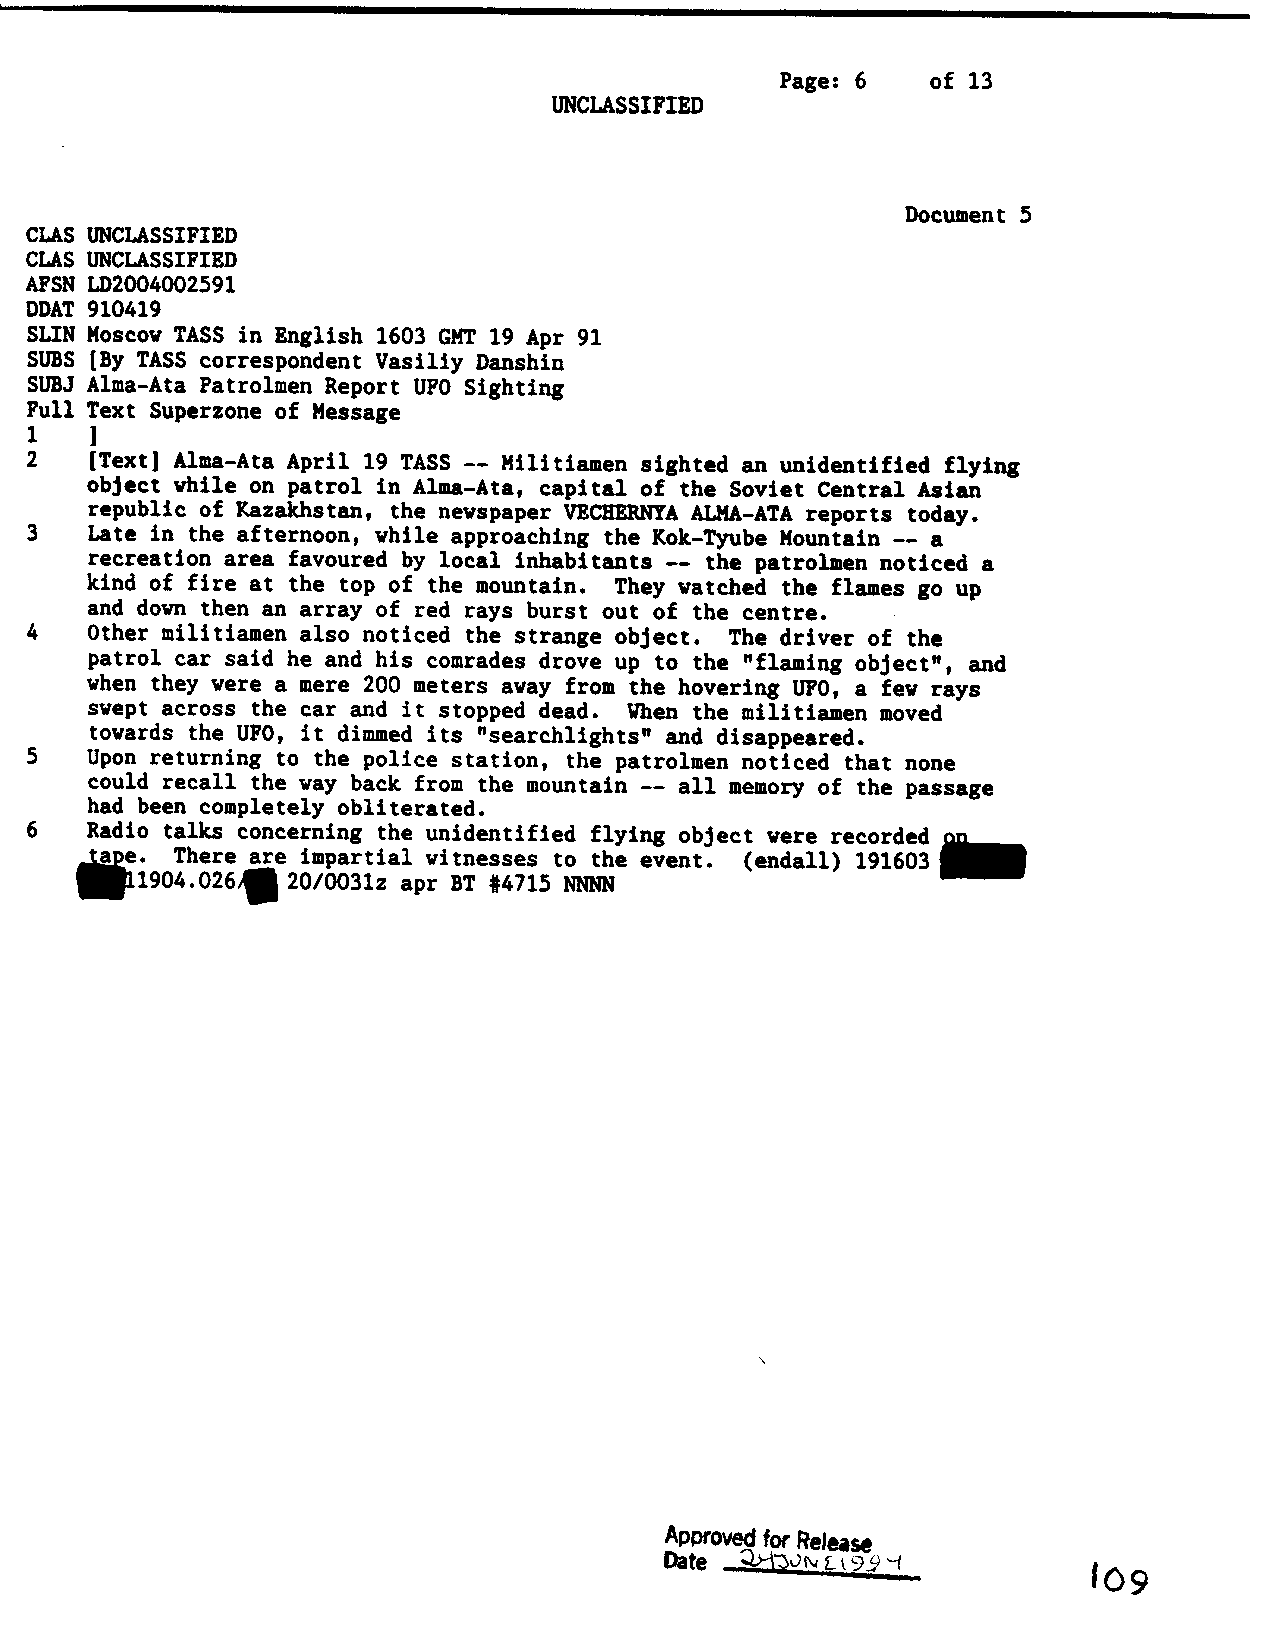 Page: 6 of 13
UNCLASSIFIED
Document 5
CLAS UNCLASSIFIED
CLAS UNCLASSIFIED
AFSN LD2004002591
DDAT 910419
SLIN Moscow TASS in English 1603 GMT 19 Apr 91
SUBS [By TASS correspondent Vasiliy Danshin
SUBJ Alma-Ata Patrolmen Report UFO Sighting
Full Text Superzone of Message
1 ]
2 [Text] Alma-Ata April 19 TASS -- Militiamen sighted an unidentified flying
object while on patrol in Alma-Ata, capital of the Soviet Central Asian
republic of Kazakhstan, the newspaper VECHERNYA ALMA-ATA reports today.
3 Late in the afternoon, while approaching the Kok-Tyube Mountain -- a
recreation area favoured by local inhabitants -- the patrolmen noticed a
kind of fire at the top of the mountain. They watched the flames go up
and down then an array of red rays burst out of the centre.
4 Other militiamen also noticed the strange object. The driver of the
patrol car said he and his comrades drove up to the "flaming object", and
when they were a mere 200 meters away from the hovering UFO, a few rays
swept across the car and it stopped dead. When the militiamen moved
towards the UFO, it dimmed its "searchlights" and disappeared.
5 Upon returning to the police station, the patrolmen noticed that none
could recall the way back from the mountain -- all memory of the passage
had been completely obliterated.
6 Radio talks concerning the unidentified flying object were recorded on
tape. There are impartial witnesses to the event. (endall) 191603
11904.026/ 20/0031z apr BT #4715 NNNN
Approved for Release
Date 24 JUNE 1994
109